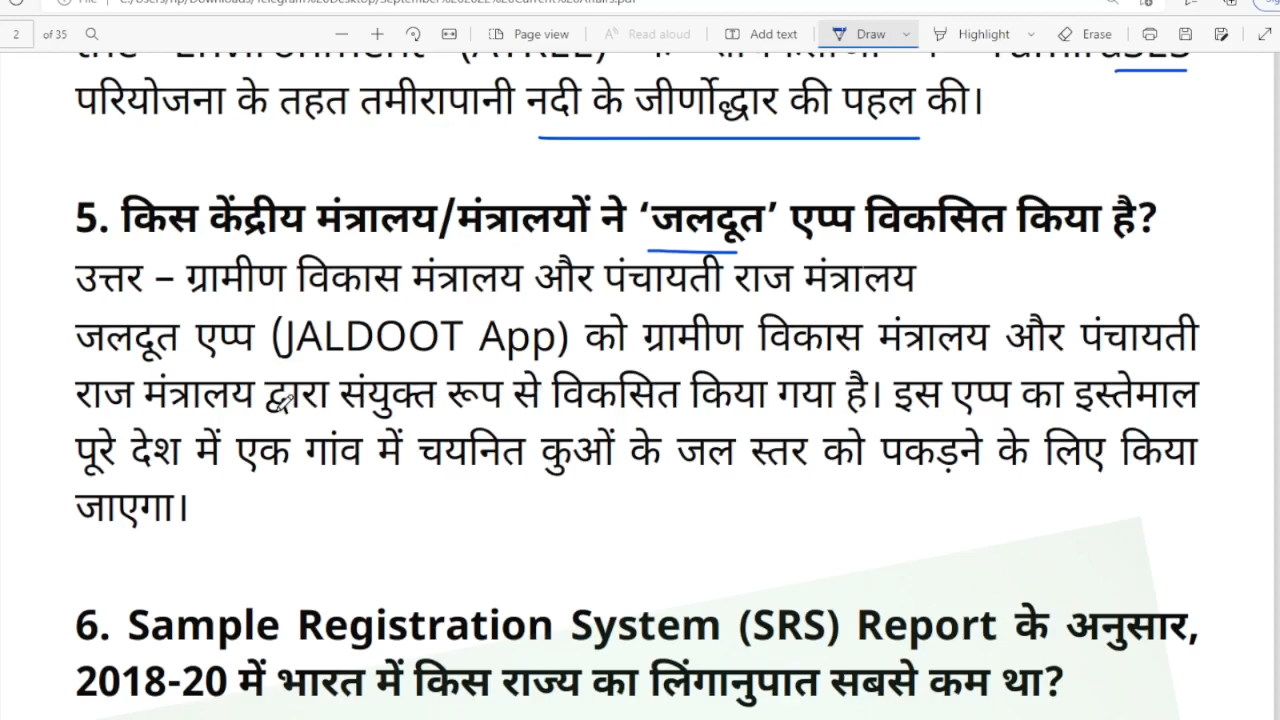 2 of 35 Page view Read aloud Add text Draw Highlight Erase
परियोजना के तहत तमीरापानी नदी के जीर्णोद्धार की पहल की।
5. किस केंद्रीय मंत्रालय/मंत्रालयों ने ‘जलदूत’ एप्प विकसित किया है?
उत्तर – ग्रामीण विकास मंत्रालय और पंचायती राज मंत्रालय
जलदूत एप्प (JALDOOT App) को ग्रामीण विकास मंत्रालय और पंचायती
राज मंत्रालय द्वारा संयुक्त रूप से विकसित किया गया है। इस एप्प का इस्तेमाल
पूरे देश में एक गांव में चयनित कुओं के जल स्तर को पकड़ने के लिए किया
जाएगा।
6. Sample Registration System (SRS) Report के अनुसार,
2018-20 में भारत में किस राज्य का लिंगानुपात सबसे कम था?